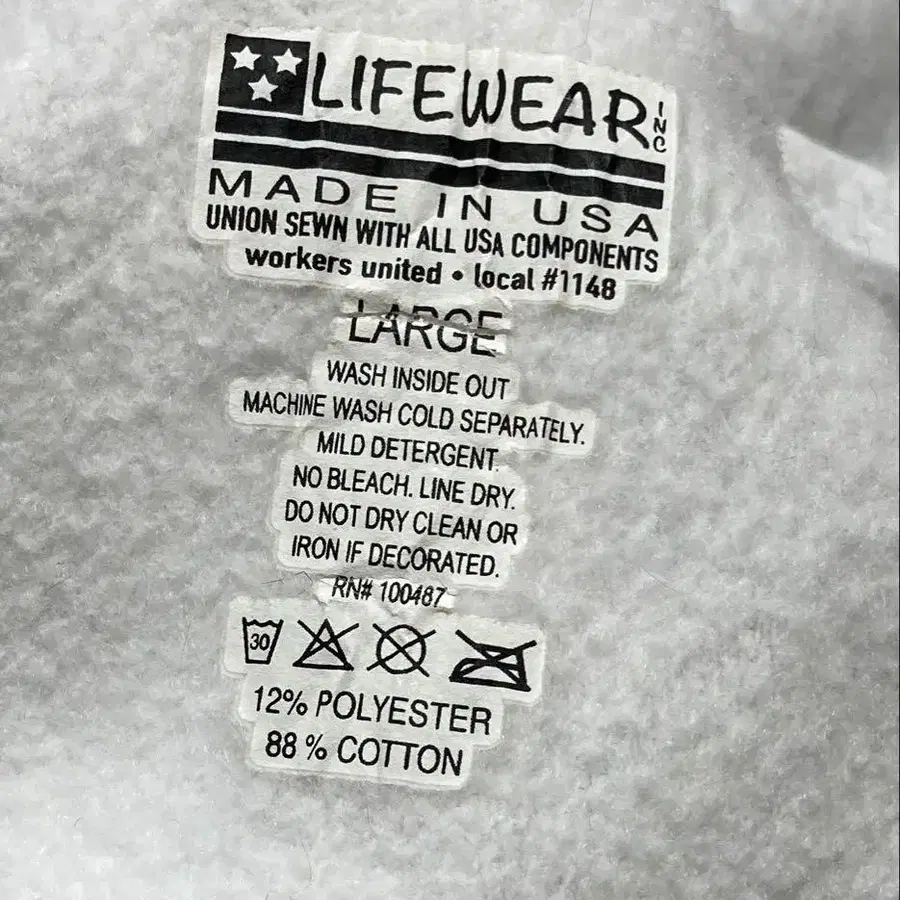 LIFEWEAR INC
MADE IN USA
UNION SEWN WITH ALL USA COMPONENTS
workers united • local #1148
LARGE
WASH INSIDE OUT
MACHINE WASH COLD SEPARATELY.
MILD DETERGENT.
NO BLEACH. LINE DRY.
DO NOT DRY CLEAN OR
IRON IF DECORATED.
RN# 100487
30
12% POLYESTER
88 % COTTON